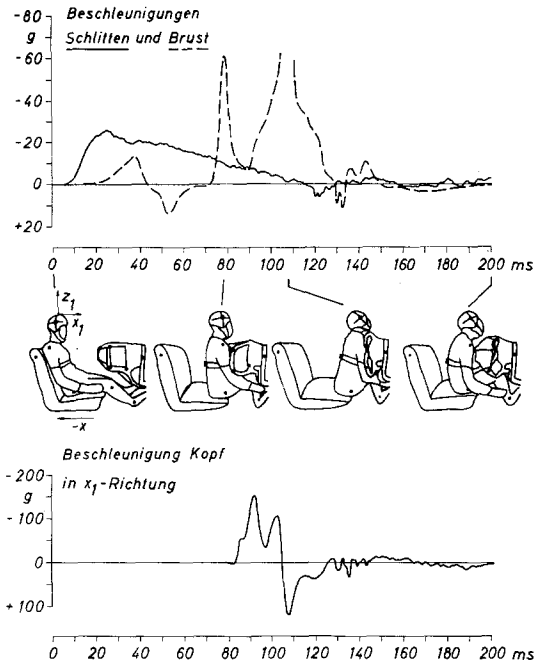 Beschleunigungen
Schlitten und Brust
-80
g
-60
-40
-20
0
+20
0 20 40 60 80 100 120 140 160 180 200 ms
z1
x1
-x
Beschleunigung Kopf
in x1-Richtung
-200
g
-100
0
+100
0 20 40 60 80 100 120 140 160 180 200 ms